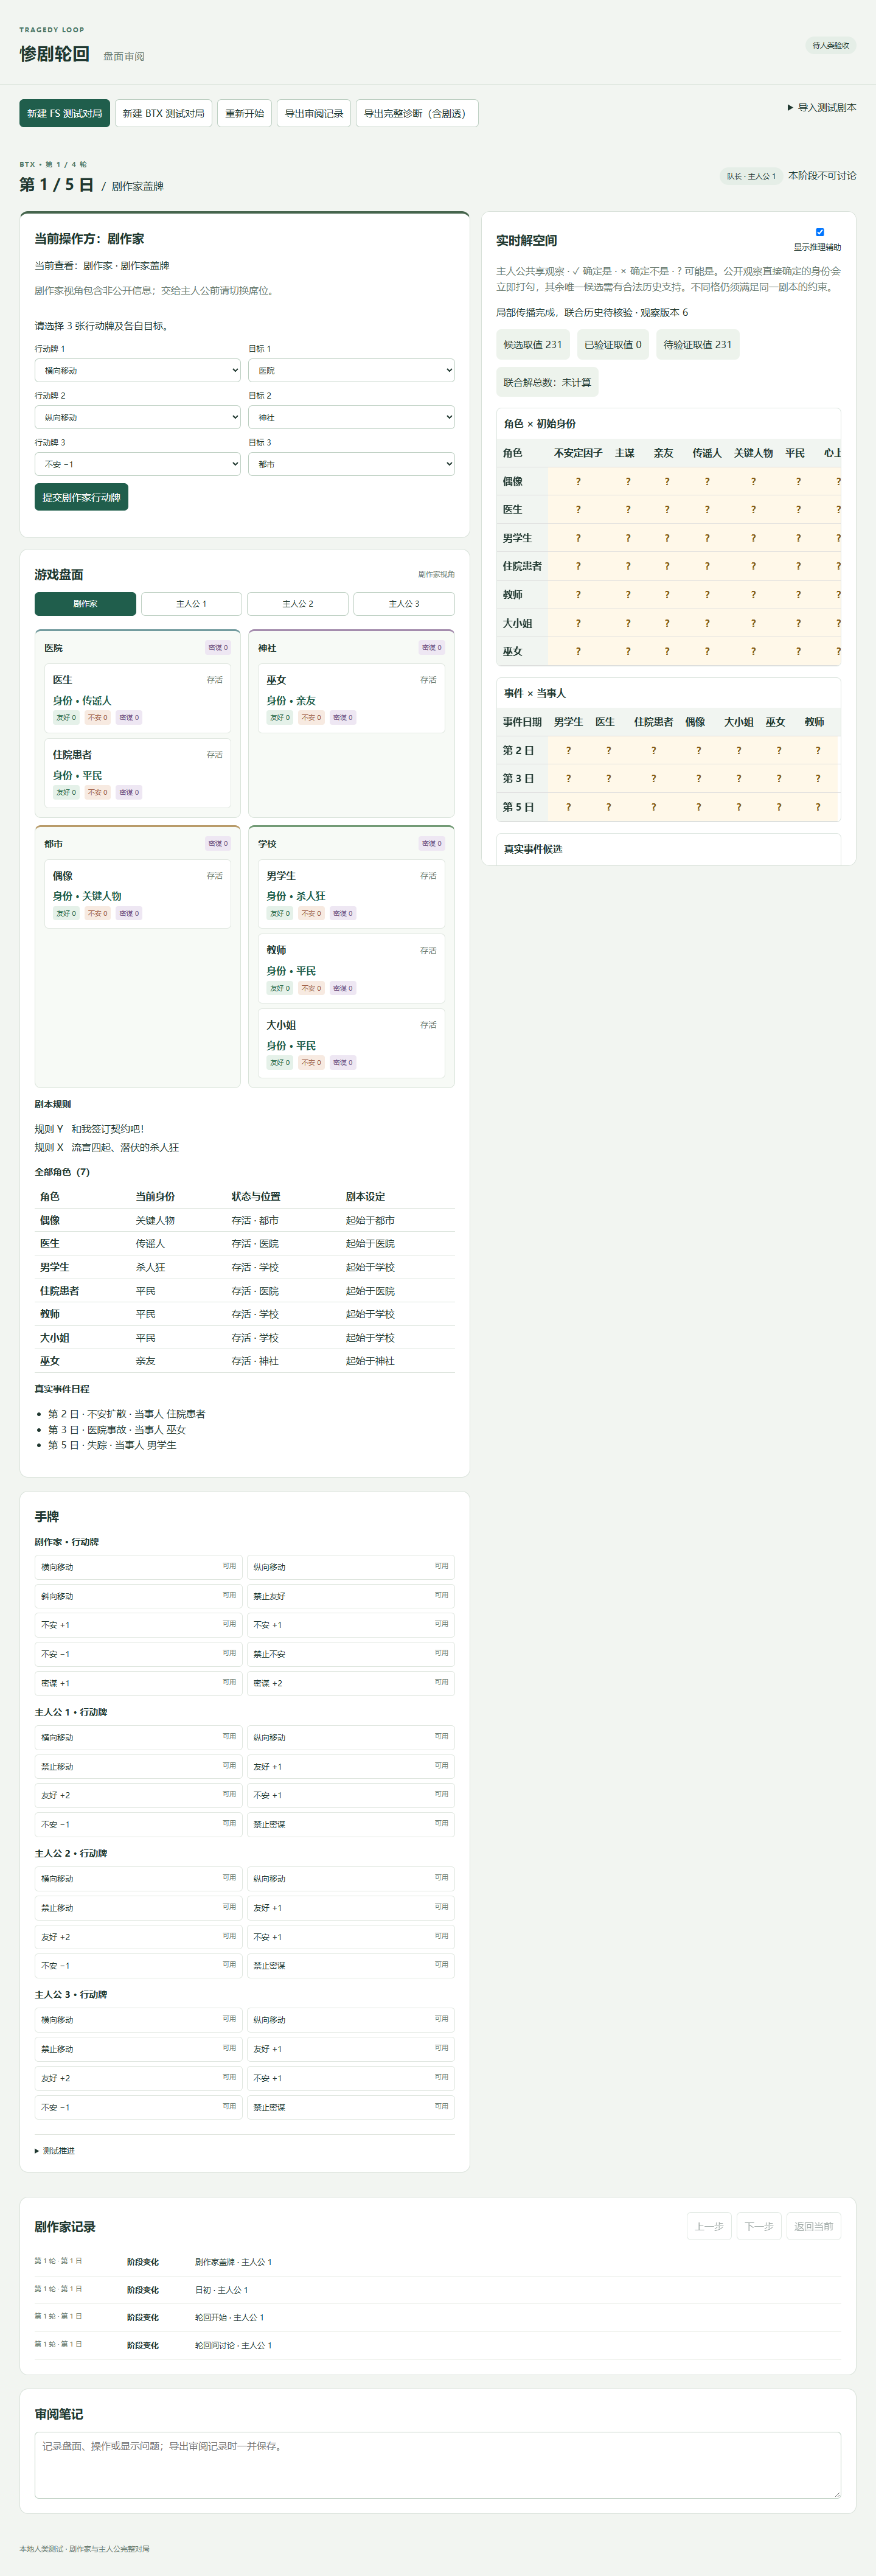 TRAGEDY LOOP
惨剧轮回 盘面审阅
待人类验收
新建 FS 测试对局 新建 BTX 测试对局 重新开始 导出审阅记录 导出完整诊断（含剧透）
▶ 导入测试剧本
BTX • 第 1 / 4 轮
第 1 / 5 日 / 剧作家盖牌
队长 · 主人公 1 本阶段不可讨论
当前操作方：剧作家
当前查看：剧作家 · 剧作家盖牌
剧作家视角包含非公开信息；交给主人公前请切换席位。
请选择 3 张行动牌及各自目标。
行动牌 1 目标 1
横向移动 医院
行动牌 2 目标 2
纵向移动 神社
行动牌 3 目标 3
不安 −1 都市
提交剧作家行动牌
游戏盘面 剧作家视角
剧作家 主人公 1 主人公 2 主人公 3
医院 密谋 0
医生 存活
身份 • 传谣人
友好 0 不安 0 密谋 0
住院患者 存活
身份 • 平民
友好 0 不安 0 密谋 0
神社 密谋 0
巫女 存活
身份 • 亲友
友好 0 不安 0 密谋 0
都市 密谋 0
偶像 存活
身份 • 关键人物
友好 0 不安 0 密谋 0
学校 密谋 0
男学生 存活
身份 • 杀人狂
友好 0 不安 0 密谋 0
教师 存活
身份 • 平民
友好 0 不安 0 密谋 0
大小姐 存活
身份 • 平民
友好 0 不安 0 密谋 0
剧本规则
规则 Y 和我签订契约吧！
规则 X 流言四起、潜伏的杀人狂
全部角色（7）
角色 当前身份 状态与位置 剧本设定
偶像 关键人物 存活 · 都市 起始于都市
医生 传谣人 存活 · 医院 起始于医院
男学生 杀人狂 存活 · 学校 起始于学校
住院患者 平民 存活 · 医院 起始于医院
教师 平民 存活 · 学校 起始于学校
大小姐 平民 存活 · 学校 起始于学校
巫女 亲友 存活 · 神社 起始于神社
真实事件日程
• 第 2 日 · 不安扩散 · 当事人 住院患者
• 第 3 日 · 医院事故 · 当事人 巫女
• 第 5 日 · 失踪 · 当事人 男学生
手牌
剧作家 • 行动牌
横向移动 可用 纵向移动 可用
斜向移动 可用 禁止友好 可用
不安 +1 可用 不安 +1 可用
不安 −1 可用 禁止不安 可用
密谋 +1 可用 密谋 +2 可用
主人公 1 • 行动牌
横向移动 可用 纵向移动 可用
禁止移动 可用 友好 +1 可用
友好 +2 可用 不安 +1 可用
不安 −1 可用 禁止密谋 可用
主人公 2 • 行动牌
横向移动 可用 纵向移动 可用
禁止移动 可用 友好 +1 可用
友好 +2 可用 不安 +1 可用
不安 −1 可用 禁止密谋 可用
主人公 3 • 行动牌
横向移动 可用 纵向移动 可用
禁止移动 可用 友好 +1 可用
友好 +2 可用 不安 +1 可用
不安 −1 可用 禁止密谋 可用
▶ 测试推进
实时解空间
显示推理辅助
主人公共享观察 · ✓ 确定是 · × 确定不是 · ? 可能是。公开观察直接确定的身份会
立即打勾，其余唯一候选需有合法历史支持。不同格仍须满足同一剧本的约束。
局部传播完成，联合历史待核验 · 观察版本 6
候选取值 231 已验证取值 0 待验证取值 231
联合解总数：未计算
角色 × 初始身份
角色 不安定因子 主谋 亲友 传谣人 关键人物 平民 心上
偶像 ? ? ? ? ? ? ?
医生 ? ? ? ? ? ? ?
男学生 ? ? ? ? ? ? ?
住院患者 ? ? ? ? ? ? ?
教师 ? ? ? ? ? ? ?
大小姐 ? ? ? ? ? ? ?
巫女 ? ? ? ? ? ? ?
事件 × 当事人
事件日期 男学生 医生 住院患者 偶像 大小姐 巫女 教师
第 2 日 ? ? ? ? ? ? ?
第 3 日 ? ? ? ? ? ? ?
第 5 日 ? ? ? ? ? ? ?
真实事件候选
剧作家记录 上一步 下一步 返回当前
第 1 轮 · 第 1 日 阶段变化 剧作家盖牌 · 主人公 1
第 1 轮 · 第 1 日 阶段变化 日初 · 主人公 1
第 1 轮 · 第 1 日 阶段变化 轮回开始 · 主人公 1
第 1 轮 · 第 1 日 阶段变化 轮回间讨论 · 主人公 1
审阅笔记
记录盘面、操作或显示问题；导出审阅记录时一并保存。
本地人类测试 · 剧作家与主人公完整对局